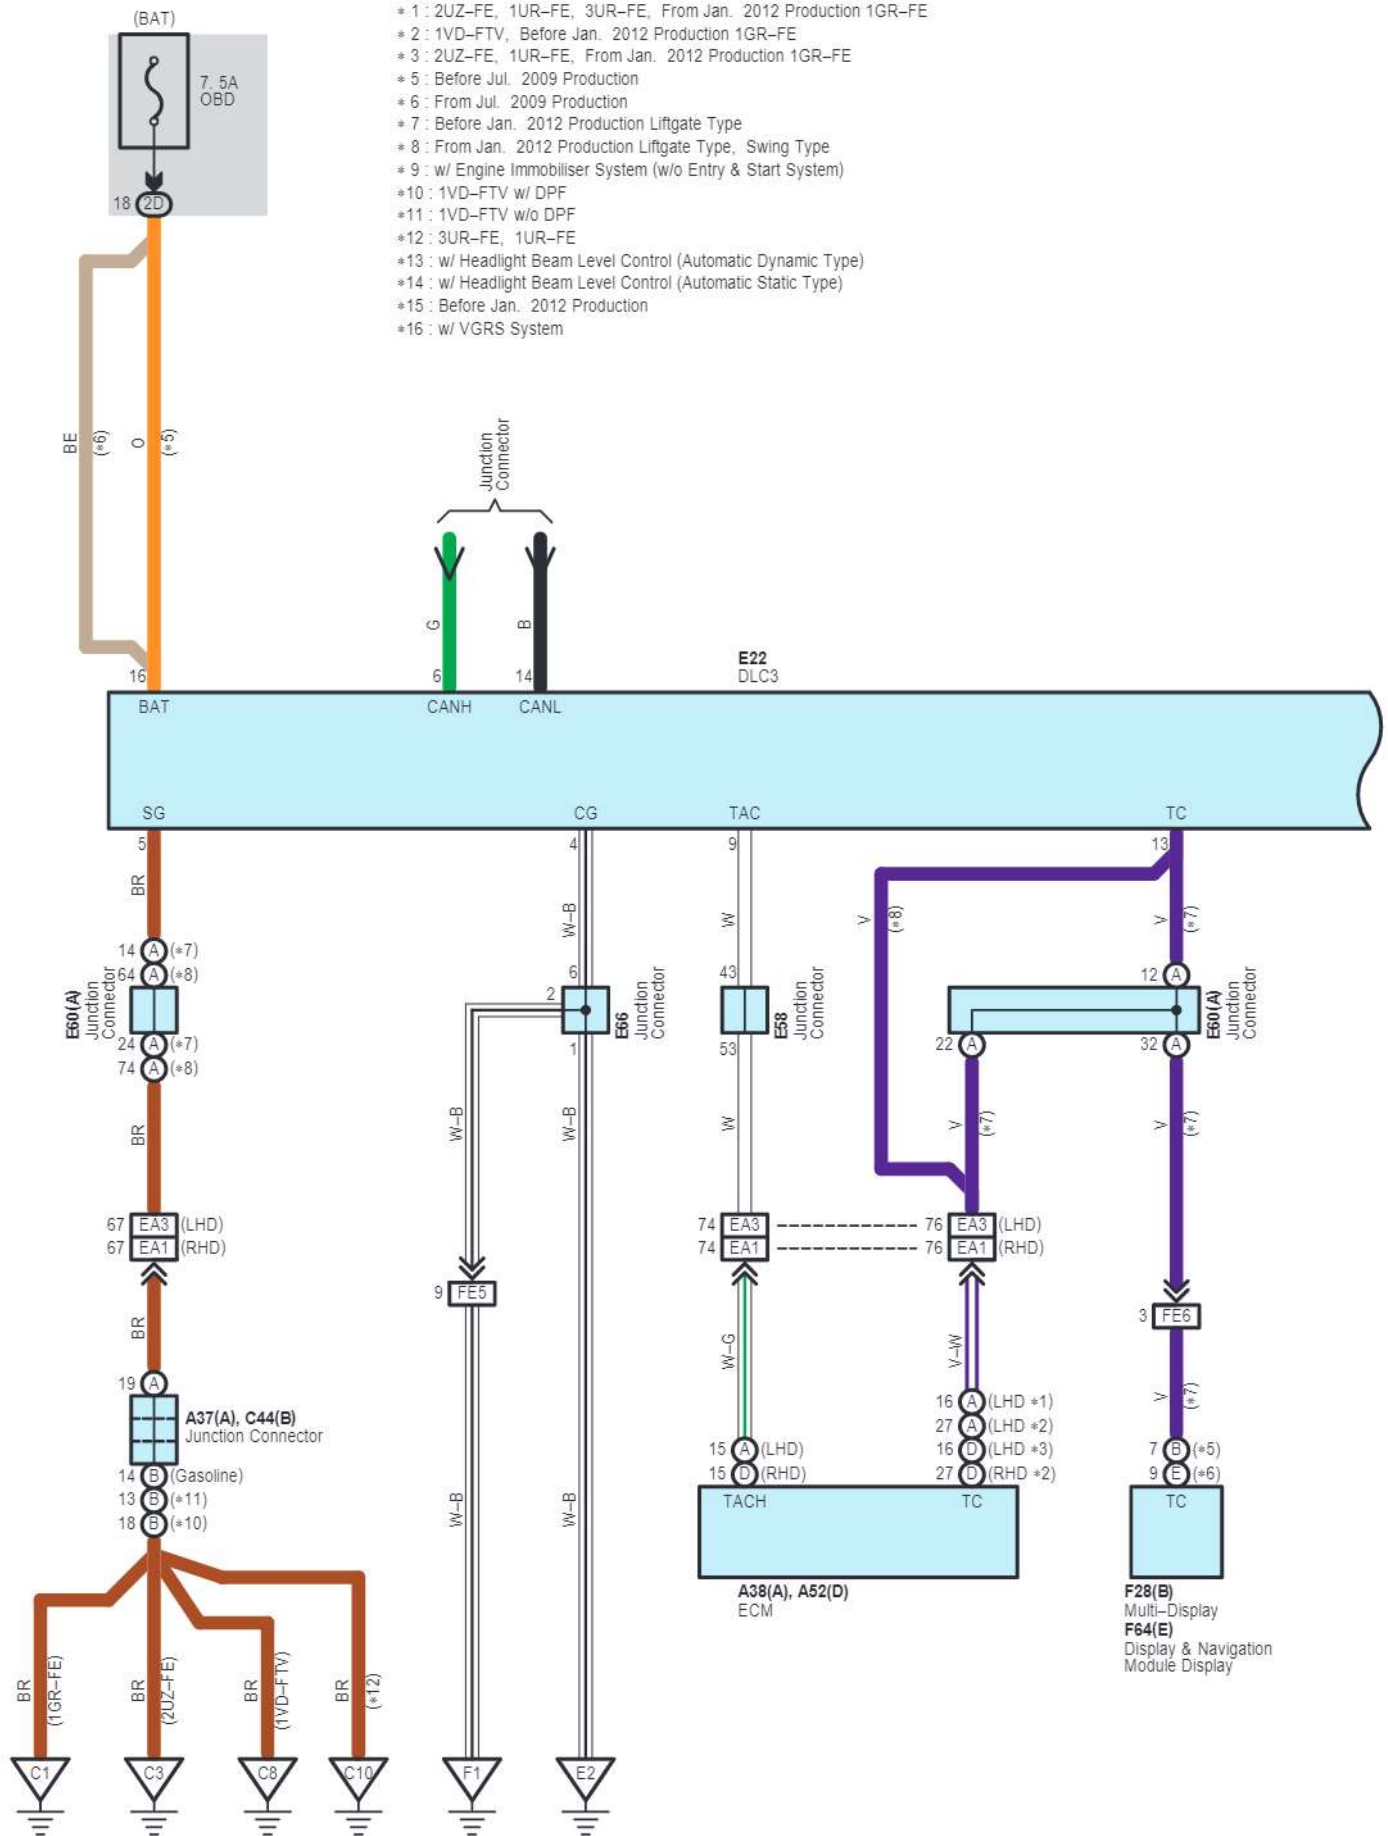 (BAT)
7. 5A
OBD
18 2D
* 1 : 2UZ–FE, 1UR–FE, 3UR–FE, From Jan. 2012 Production 1GR–FE
* 2 : 1VD–FTV, Before Jan. 2012 Production 1GR–FE
* 3 : 2UZ–FE, 1UR–FE, From Jan. 2012 Production 1GR–FE
* 5 : Before Jul. 2009 Production
* 6 : From Jul. 2009 Production
* 7 : Before Jan. 2012 Production Liftgate Type
* 8 : From Jan. 2012 Production Liftgate Type, Swing Type
* 9 : w/ Engine Immobiliser System (w/o Entry & Start System)
*10 : 1VD–FTV w/ DPF
*11 : 1VD–FTV w/o DPF
*12 : 3UR–FE, 1UR–FE
*13 : w/ Headlight Beam Level Control (Automatic Dynamic Type)
*14 : w/ Headlight Beam Level Control (Automatic Static Type)
*15 : Before Jan. 2012 Production
*16 : w/ VGRS System
BE
(*6)
O
(*5)
Junction
Connector
G
B
16
6
14
E22
DLC3
BAT
CANH
CANL
SG
CG
TAC
TC
5
4
9
13
BR
W–B
W
V
(*8)
V
(*7)
14 A (*7)
64 A (*8)
E60(A)
Junction
Connector
24 A (*7)
74 A (*8)
6
2
1
E66
Junction
Connector
43
53
E58
Junction
Connector
12 A
22 A
32 A
E60(A)
Junction
Connector
BR
W–B
W–B
W
V
(*7)
V
(*7)
67 EA3 (LHD)
67 EA1 (RHD)
74 EA3
74 EA1
76 EA3 (LHD)
76 EA1 (RHD)
9 FE5
3 FE6
BR
W–G
V–W
V
(*7)
19 A
A37(A), C44(B)
Junction Connector
14 B (Gasoline)
13 B (*11)
18 B (*10)
16 A (LHD *1)
27 A (LHD *2)
16 D (LHD *3)
27 D (RHD *2)
15 A (LHD)
15 D (RHD)
7 B (*5)
9 E (*6)
TACH
TC
TC
W–B
W–B
A38(A), A52(D)
ECM
F28(B)
Multi–Display
F64(E)
Display & Navigation
Module Display
BR
(1GR–FE)
BR
(2UZ–FE)
BR
(1VD–FTV)
BR
(*12)
C1
C3
C8
C10
F1
E2